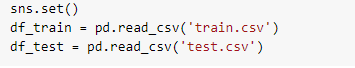 sns.set()
df_train = pd.read_csv('train.csv')
df_test = pd.read_csv('test.csv')